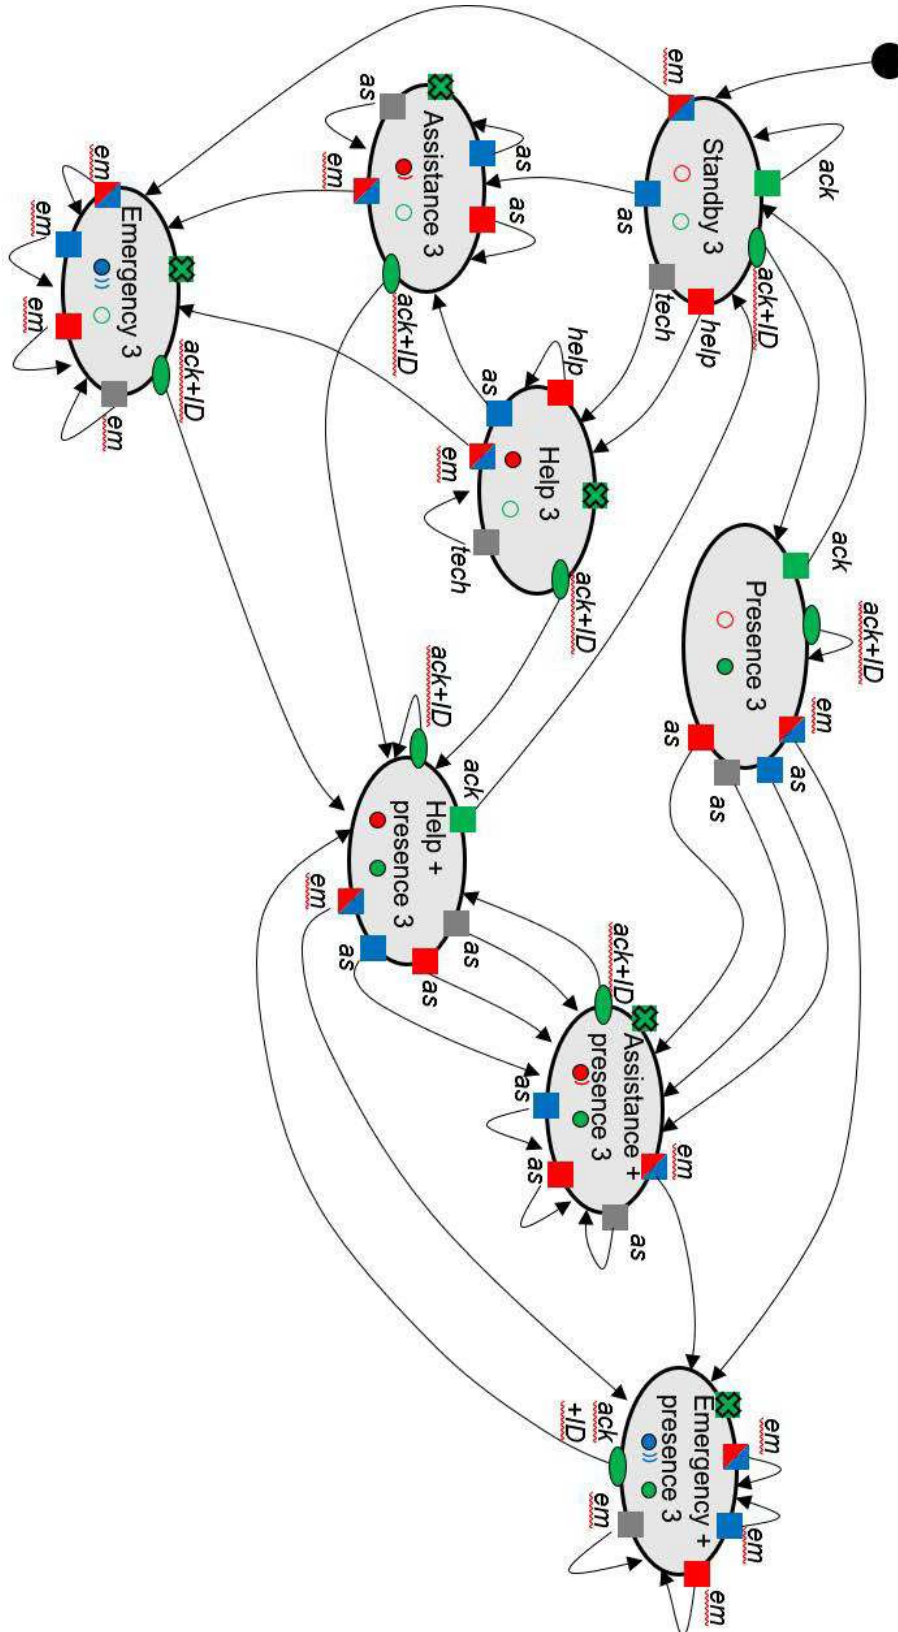 ack
ack+ID
Standby 3
em
as
tech
help
ack
ack+ID
Presence 3
em
as
as
as
as
as
Assistance 3
as
em
ack+ID
help
Help 3
as
em
tech
ack+ID
Emergency 3
em
em
em
em
ack+ID
ack+ID
ack
Help +
presence 3
em
as
as
as
ack+ID
Assistance +
presence 3
em
as
as
as
em
em
em
Emergency +
presence 3
ack
+ID
em